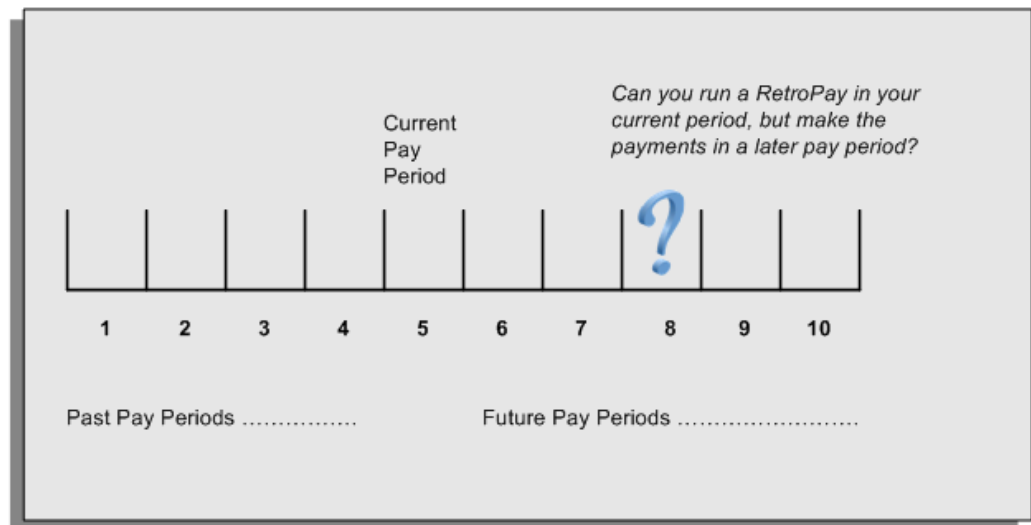 Can you run a RetroPay in your
current period, but make the
payments in a later pay period?
Current
Pay
Period
?
1 2 3 4 5 6 7 8 9 10
Past Pay Periods ................
Future Pay Periods .........................